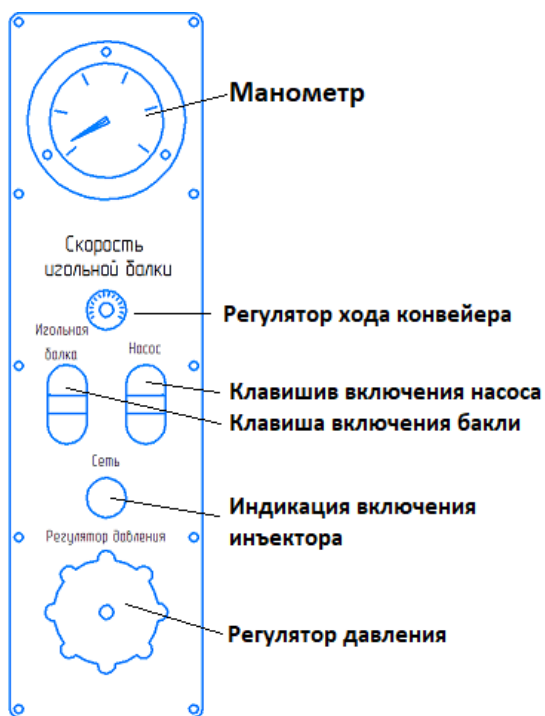 Манометр
Скорость
игольной балки
Регулятор хода конвейера
Игольная
балка
Насос
Клавишив включения насоса
Клавиша включения бакли
Сеть
Индикация включения
инъектора
Регулятор давления
Регулятор давления